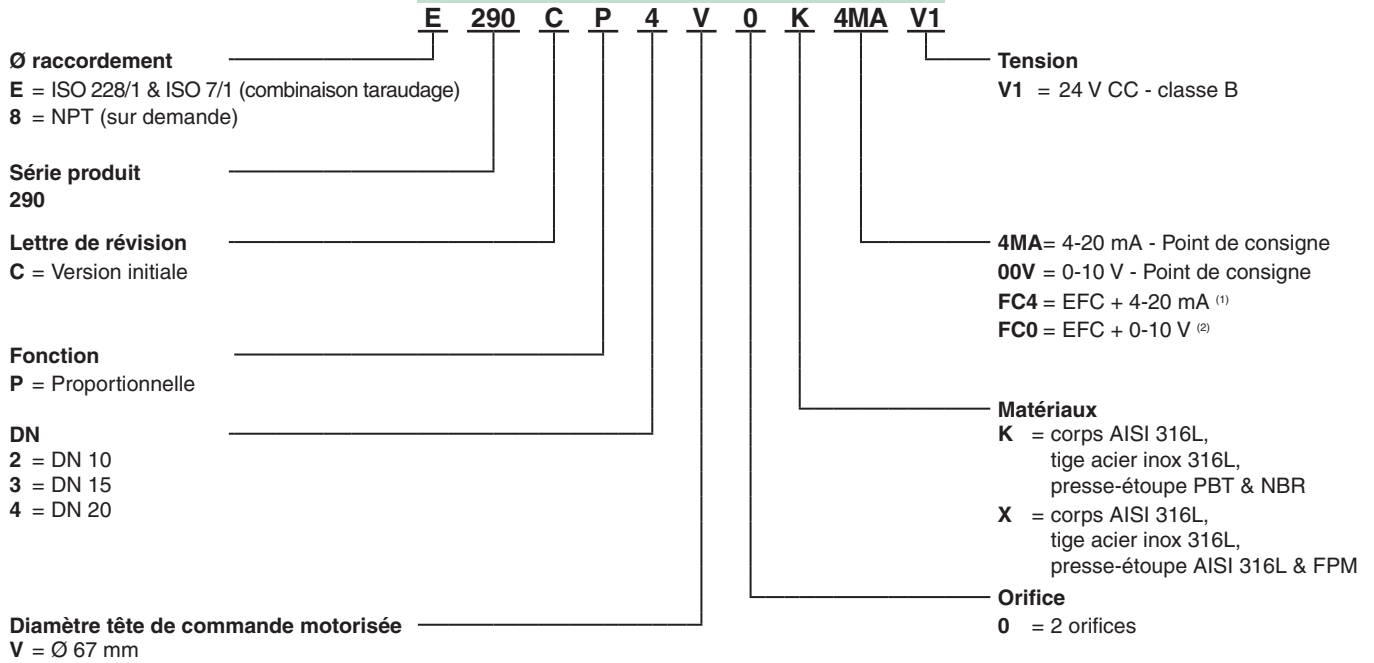 E 290 C P 4 V 0 K 4MA V1
Ø raccordement
E = ISO 228/1 & ISO 7/1 (combinaison taraudage)
8 = NPT (sur demande)
Série produit
290
Lettre de révision
C = Version initiale
Fonction
P = Proportionnelle
DN
2 = DN 10
3 = DN 15
4 = DN 20
Diamètre tête de commande motorisée
V = Ø 67 mm
Tension
V1 = 24 V CC - classe B
4MA= 4-20 mA - Point de consigne
00V = 0-10 V - Point de consigne
FC4 = EFC + 4-20 mA (1)
FC0 = EFC + 0-10 V (2)
Matériaux
K = corps AISI 316L,
tige acier inox 316L,
presse-étoupe PBT & NBR
X = corps AISI 316L,
tige acier inox 316L,
presse-étoupe AISI 316L & FPM
Orifice
0 = 2 orifices